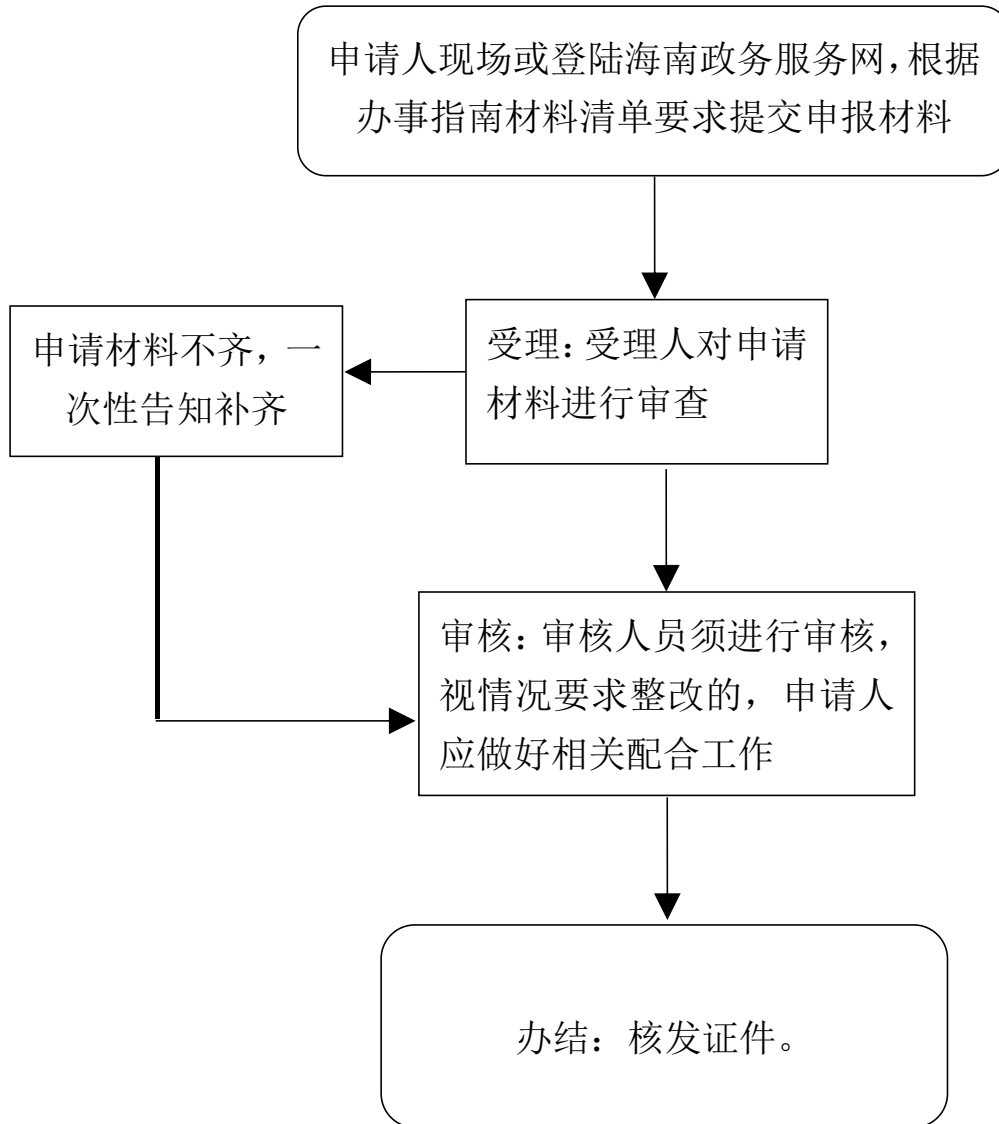 申请人现场或登陆海南政务服务网，根据
办事指南材料清单要求提交申报材料
申请材料不齐，一
次性告知补齐
受理：受理人对申请
材料进行审查
审核：审核人员须进行审核，
视情况要求整改的，申请人
应做好相关配合工作
办结：核发证件。